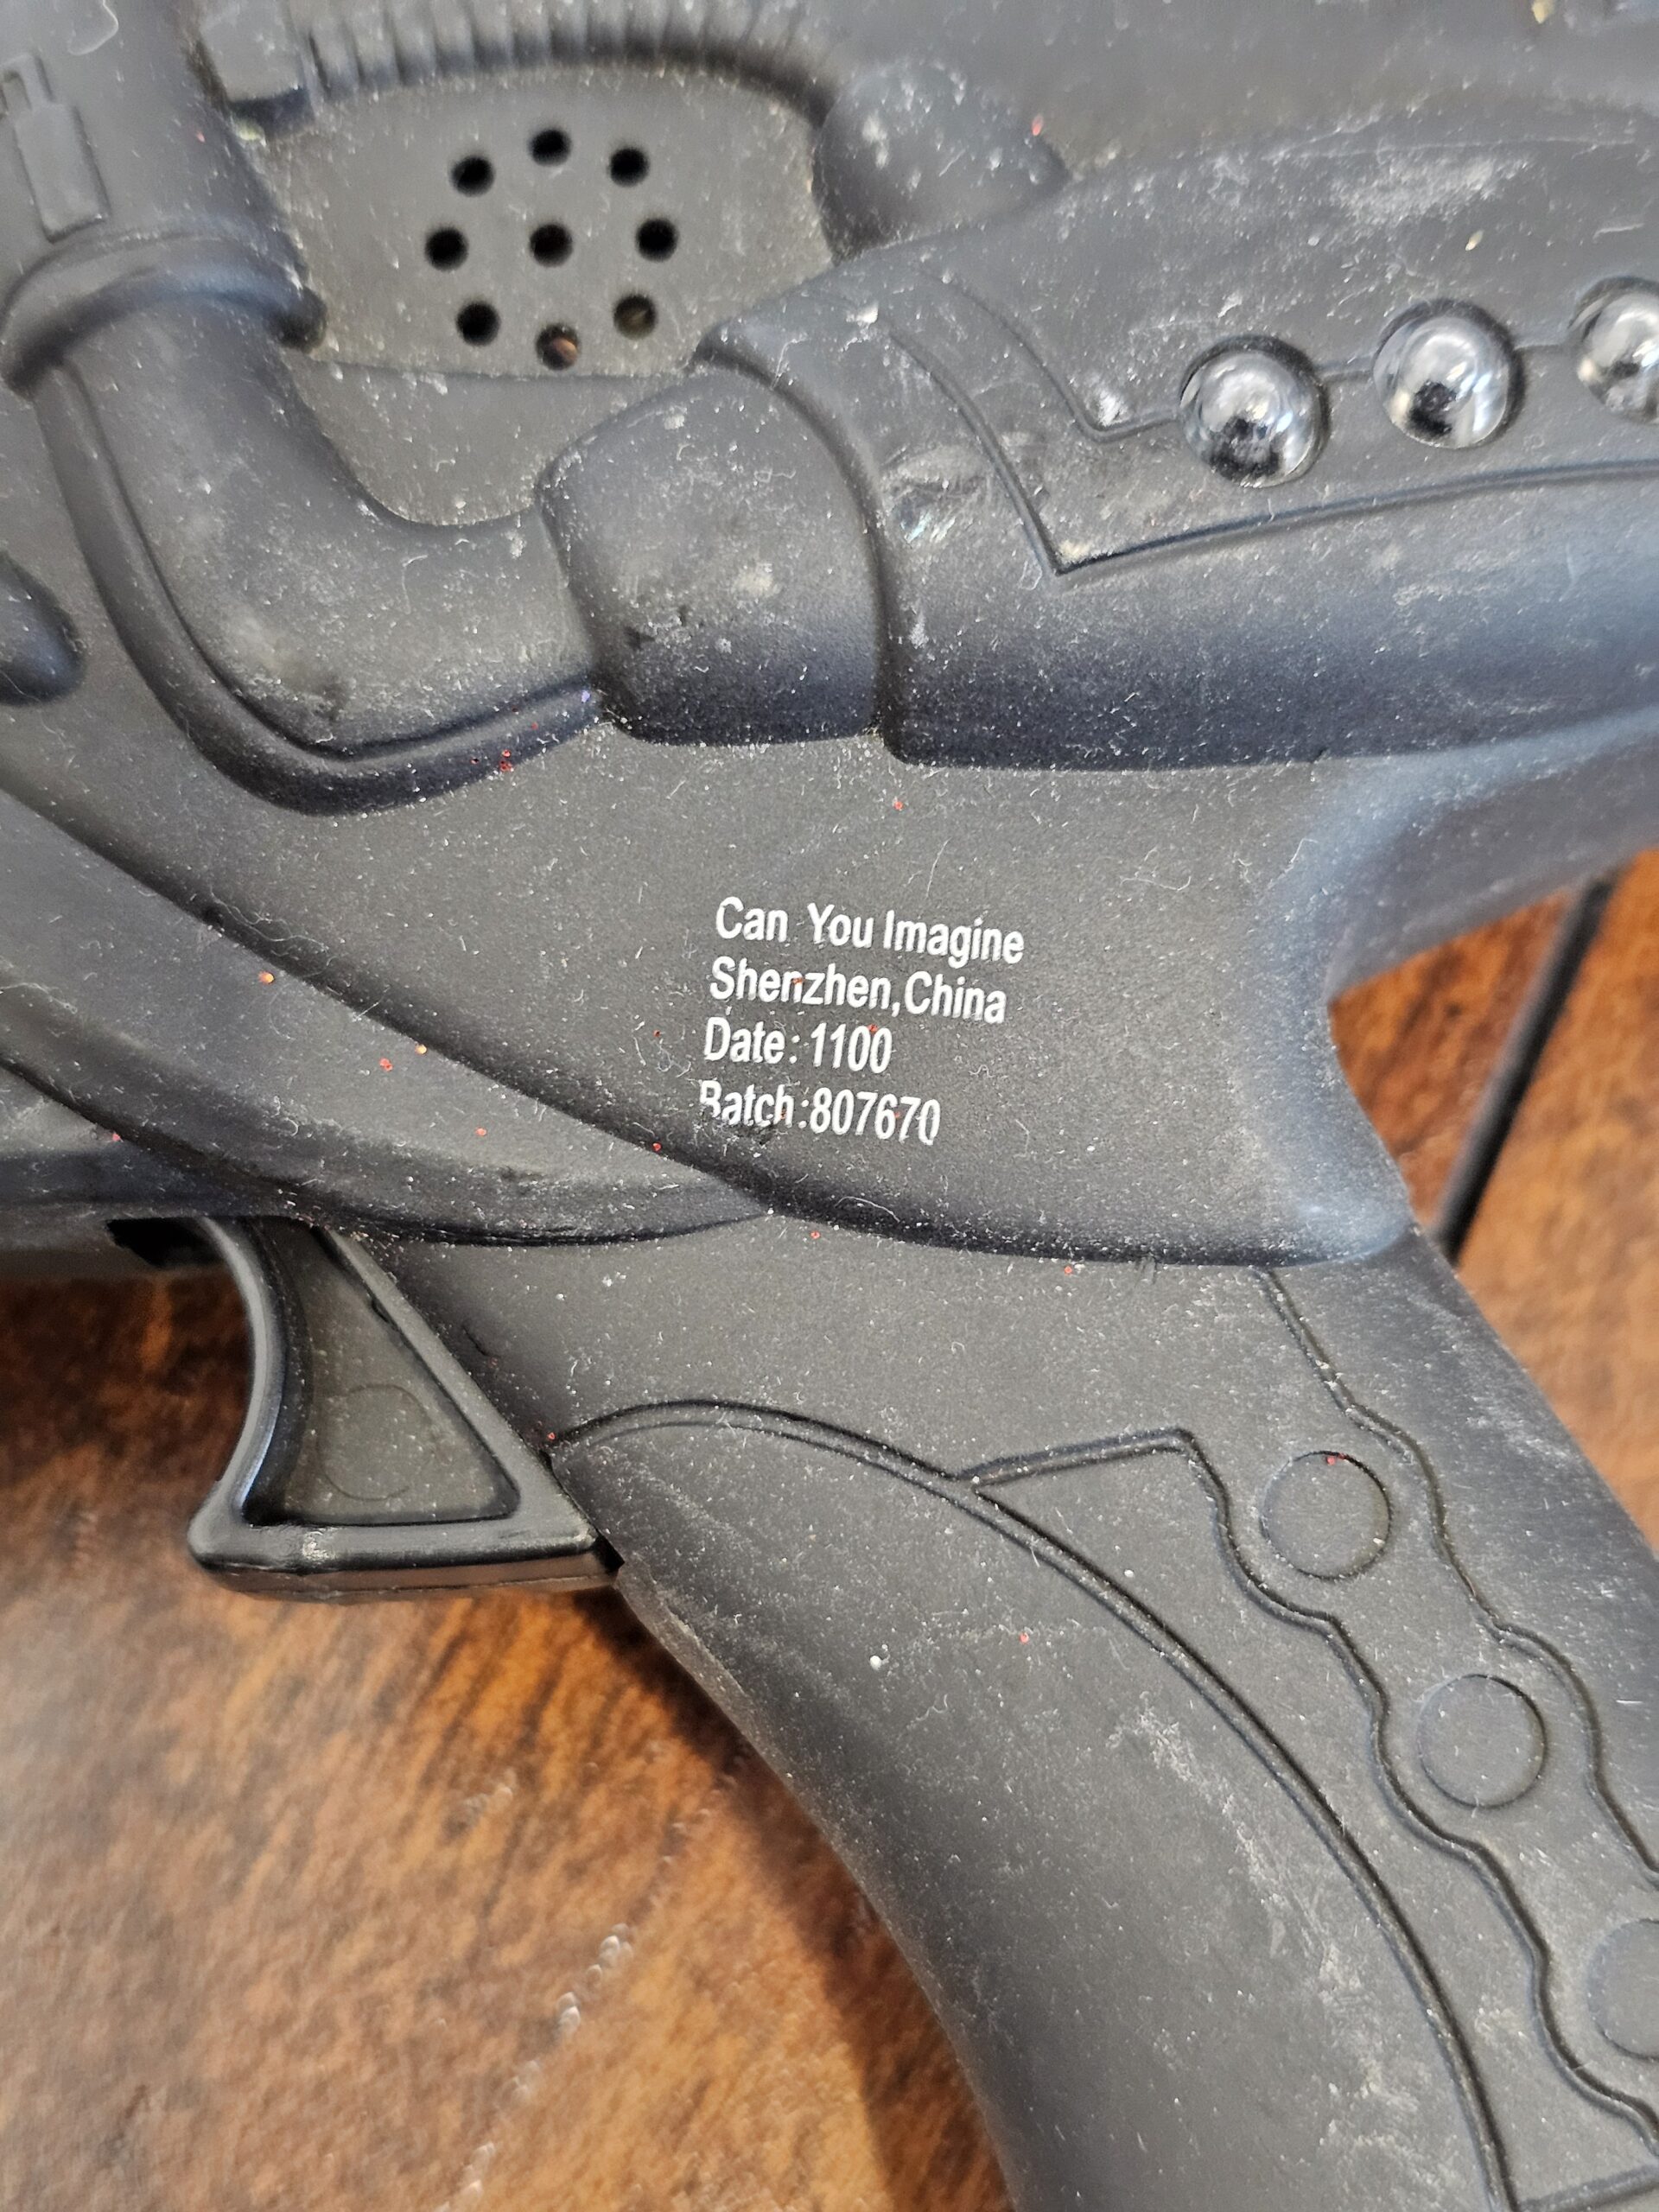 Can You Imagine
Shenzhen,China
Date: 1100
Batch:807670